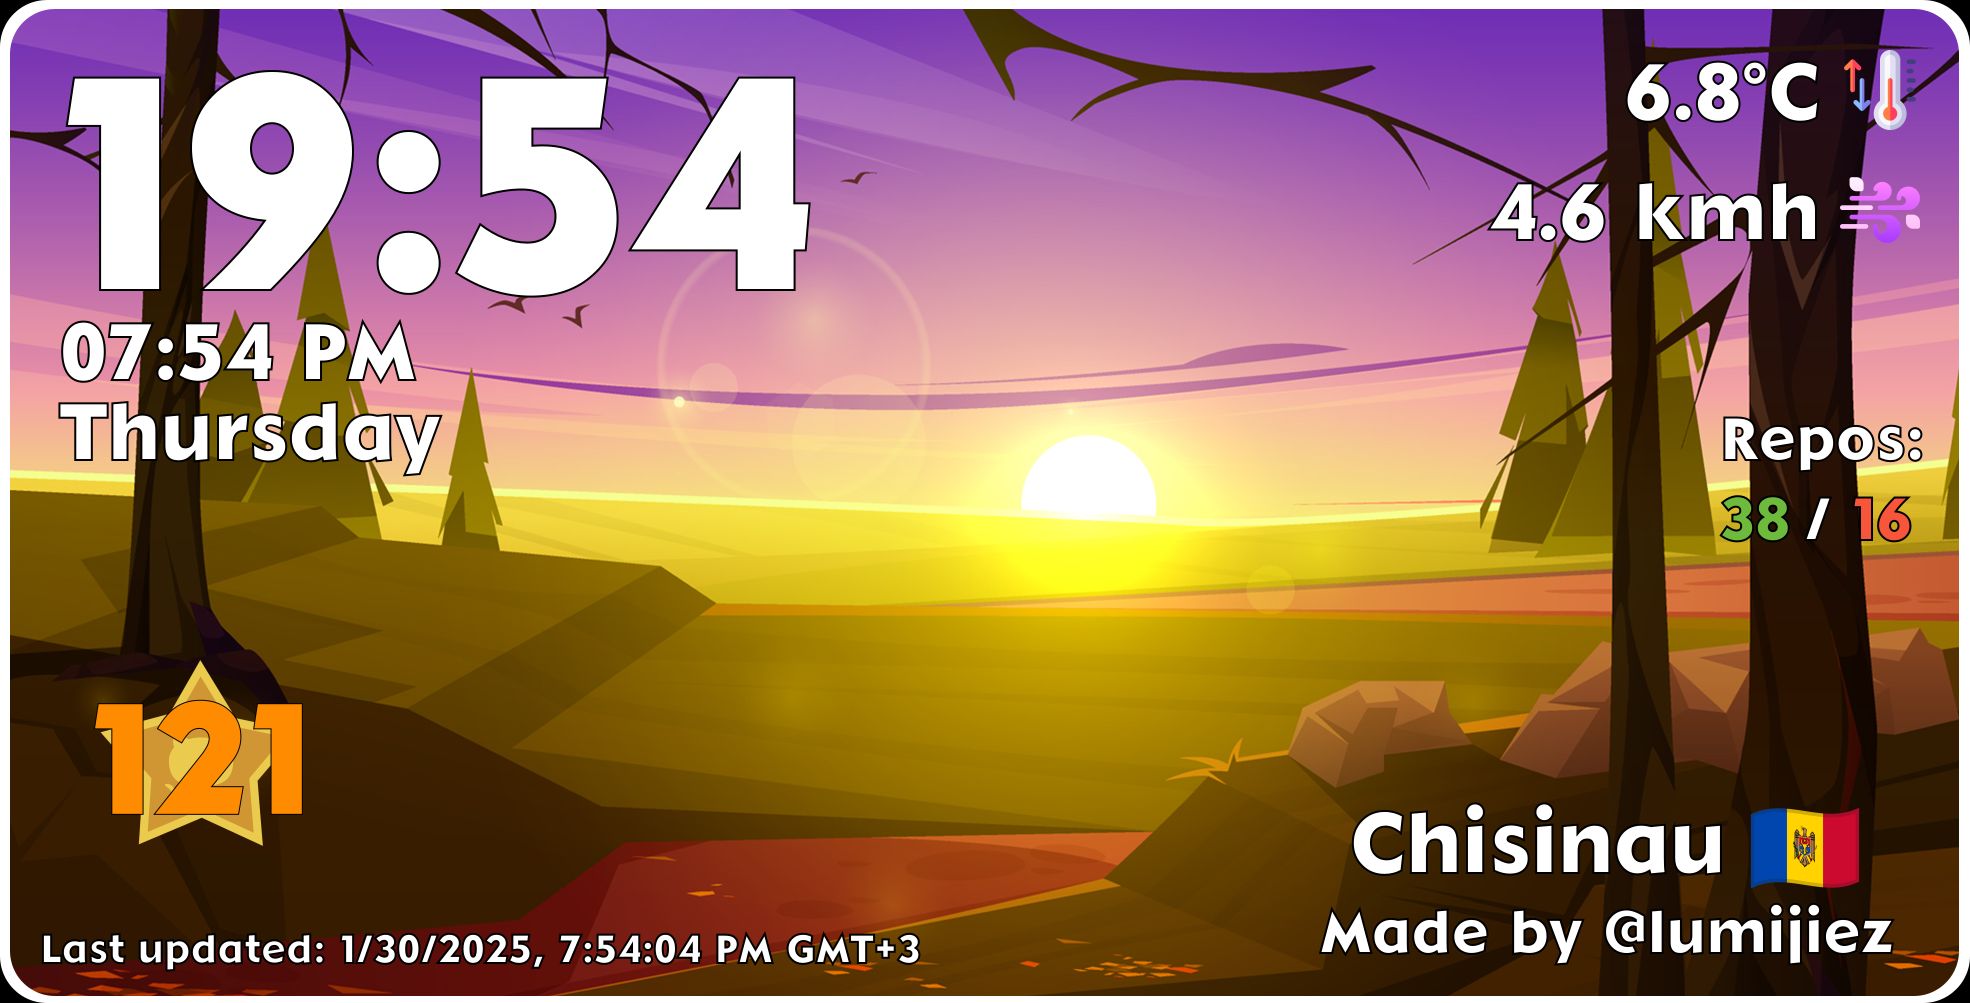 19:54
07:54 PM
Thursday
6.8°C
4.6 kmh
Repos:
38 / 16
121
Chisinau
Made by @lumijiez
Last updated: 1/30/2025, 7:54:04 PM GMT+3